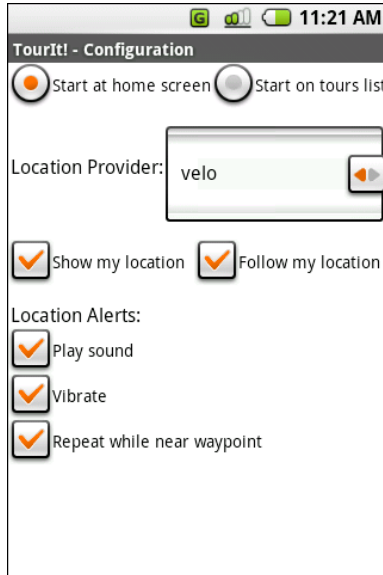 G 11:21 AM
TourIt! - Configuration
Start at home screen Start on tours list
Location Provider: velo
Show my location Follow my location
Location Alerts:
Play sound
Vibrate
Repeat while near waypoint